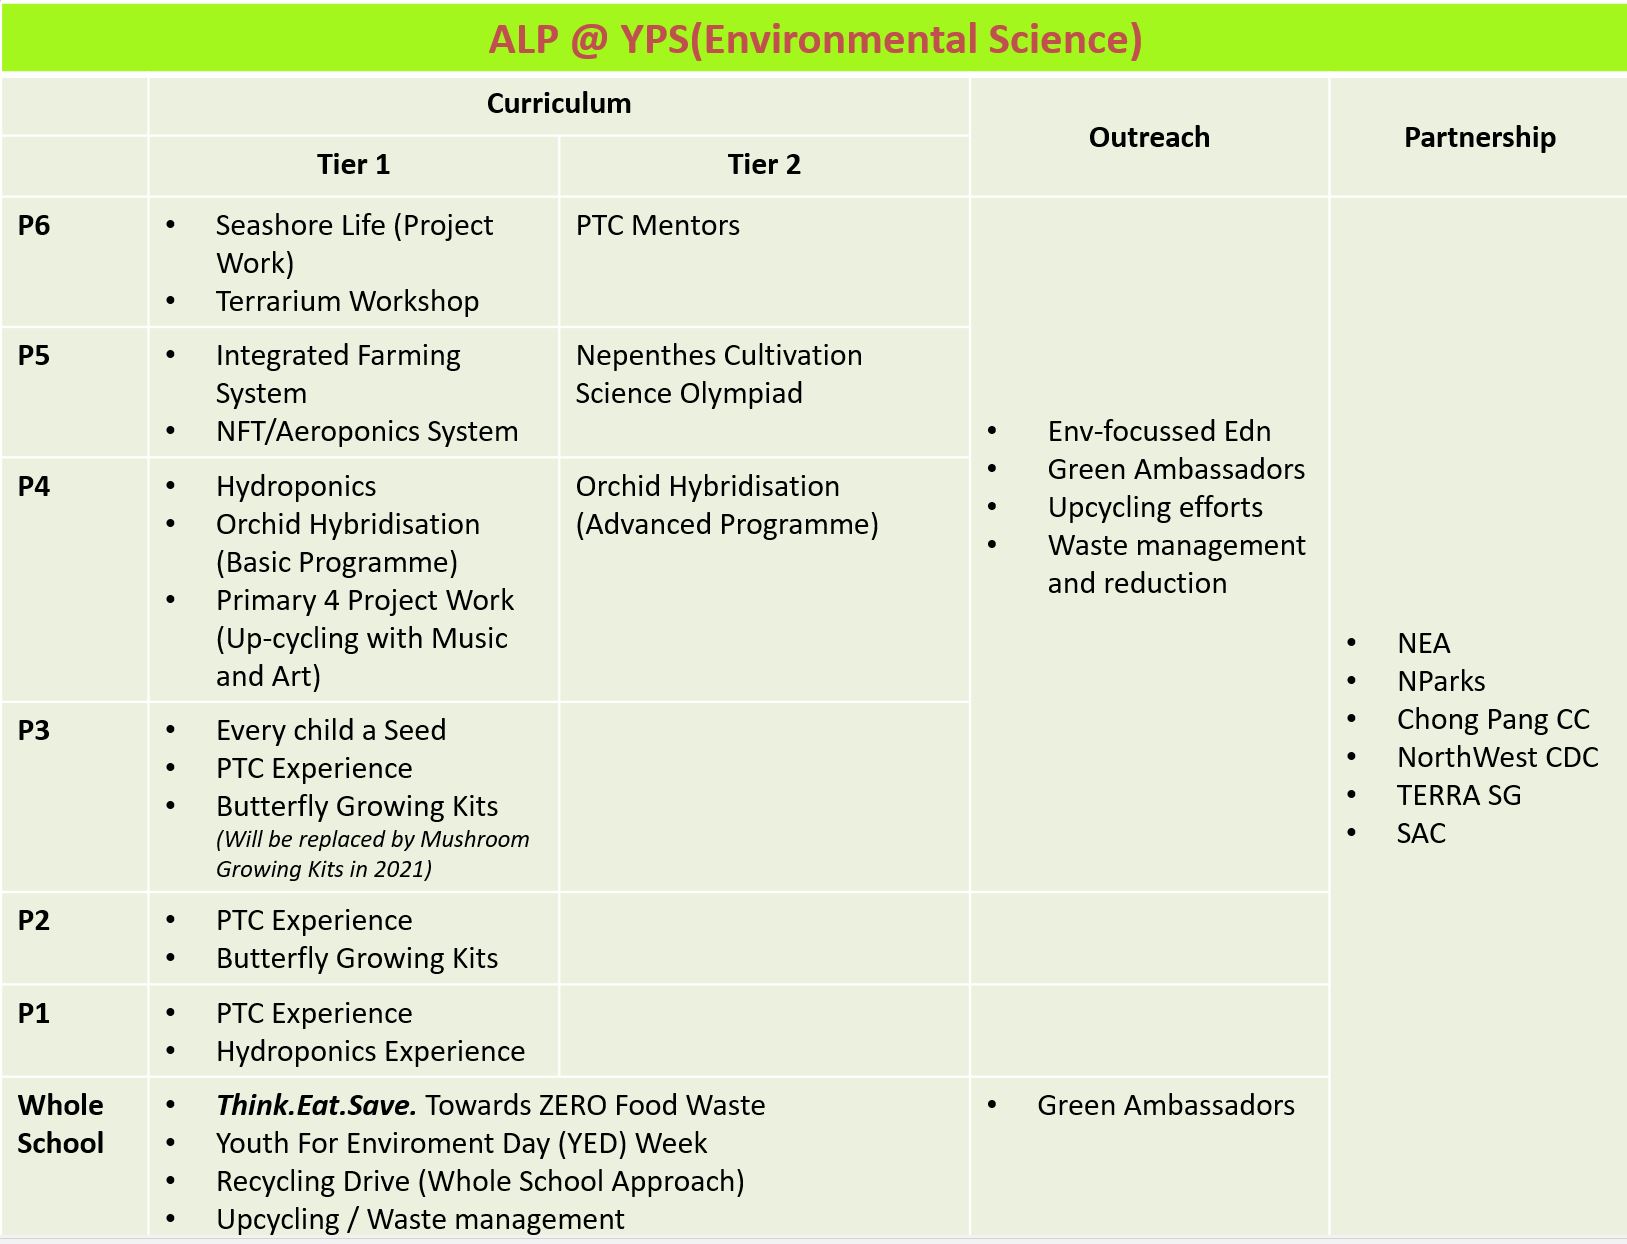 ALP @ YPS(Environmental Science)
Curriculum
Outreach
Partnership
Tier 1
Tier 2
P6
• Seashore Life (Project
Work)
• Terrarium Workshop
PTC Mentors
P5
• Integrated Farming
System
• NFT/Aeroponics System
Nepenthes Cultivation
Science Olympiad
P4
• Hydroponics
• Orchid Hybridisation
(Basic Programme)
• Primary 4 Project Work
(Up-cycling with Music
and Art)
Orchid Hybridisation
(Advanced Programme)
P3
• Every child a Seed
• PTC Experience
• Butterfly Growing Kits
(Will be replaced by Mushroom
Growing Kits in 2021)
• Env-focussed Edn
• Green Ambassadors
• Upcycling efforts
• Waste management
and reduction
P2
• PTC Experience
• Butterfly Growing Kits
P1
• PTC Experience
• Hydroponics Experience
Whole
School
• Think.Eat.Save. Towards ZERO Food Waste
• Youth For Enviroment Day (YED) Week
• Recycling Drive (Whole School Approach)
• Upcycling / Waste management
• Green Ambassadors
• NEA
• NParks
• Chong Pang CC
• NorthWest CDC
• TERRA SG
• SAC